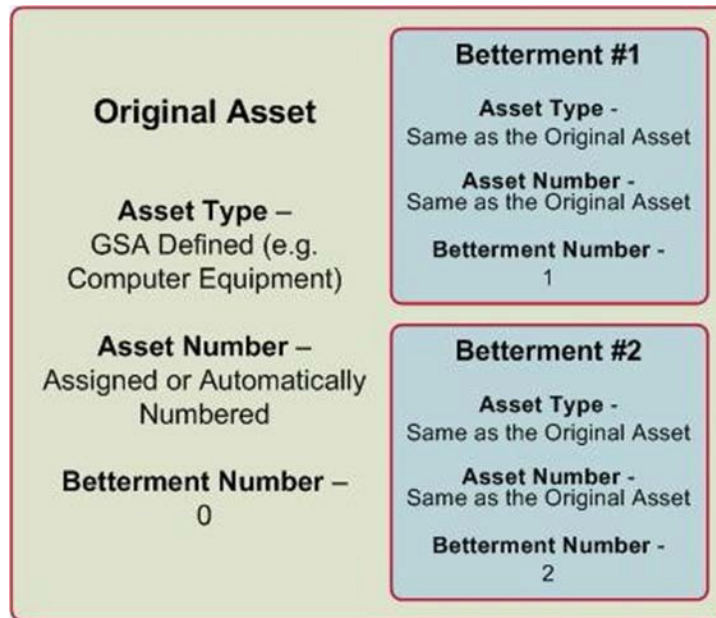 Original Asset
Asset Type –
GSA Defined (e.g.
Computer Equipment)
Asset Number –
Assigned or Automatically
Numbered
Betterment Number –
0
Betterment #1
Asset Type -
Same as the Original Asset
Asset Number -
Same as the Original Asset
Betterment Number -
1
Betterment #2
Asset Type -
Same as the Original Asset
Asset Number -
Same as the Original Asset
Betterment Number -
2